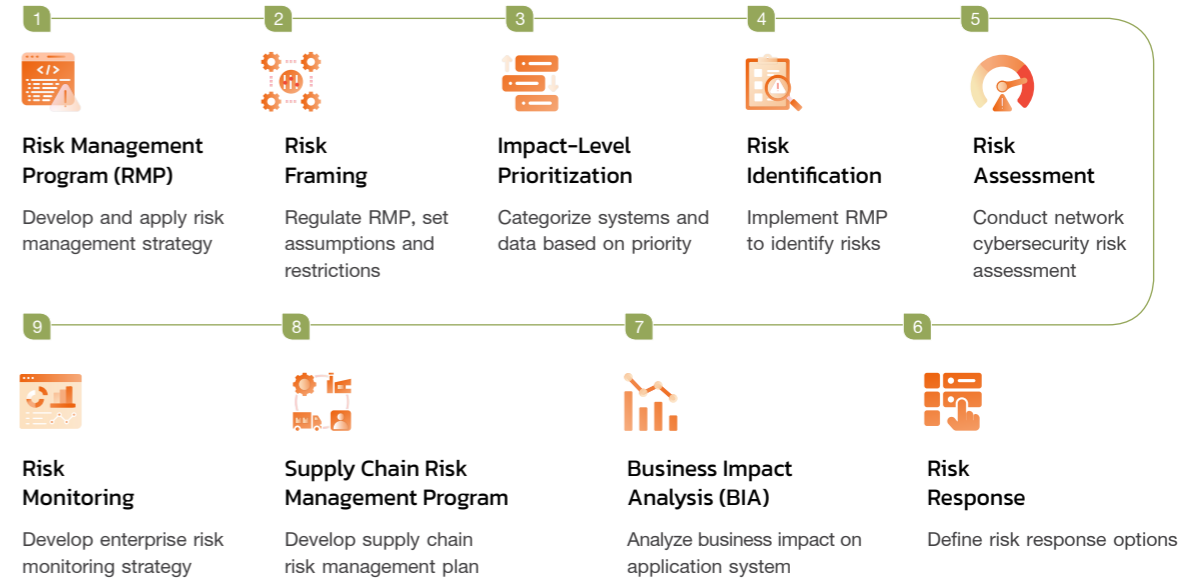 1
2
3
4
5
</>
Risk Management
Program (RMP)
Develop and apply risk
management strategy
Risk
Framing
Regulate RMP, set
assumptions and
restrictions
Impact-Level
Prioritization
Categorize systems and
data based on priority
Risk
Identification
Implement RMP
to identify risks
Risk
Assessment
Conduct network
cybersecurity risk
assessment
6
Risk
Response
Define risk response options
7
Business Impact
Analysis (BIA)
Analyze business impact on
application system
8
Supply Chain Risk
Management Program
Develop supply chain
risk management plan
9
Risk
Monitoring
Develop enterprise risk
monitoring strategy